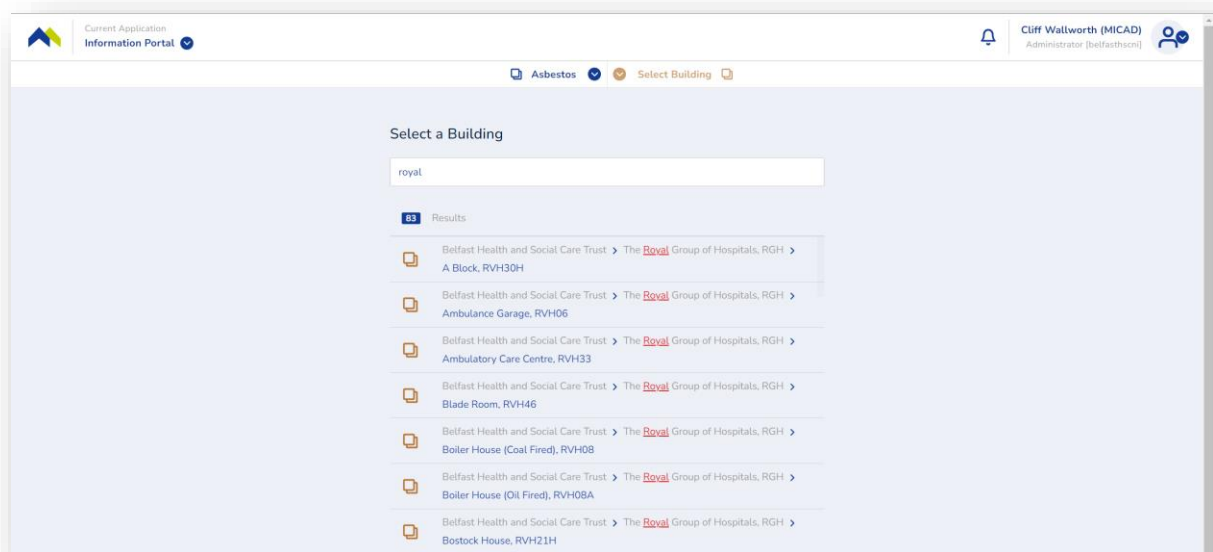 Current Application
Information Portal
Cliff Wallworth (MICAD)
Administrator [belfasthscni]
Asbestos
Select Building
Select a Building
royal
83 Results
Belfast Health and Social Care Trust > The Royal Group of Hospitals, RGH >
A Block, RVH30H
Belfast Health and Social Care Trust > The Royal Group of Hospitals, RGH >
Ambulance Garage, RVH06
Belfast Health and Social Care Trust > The Royal Group of Hospitals, RGH >
Ambulatory Care Centre, RVH33
Belfast Health and Social Care Trust > The Royal Group of Hospitals, RGH >
Blade Room, RVH46
Belfast Health and Social Care Trust > The Royal Group of Hospitals, RGH >
Boiler House (Coal Fired), RVH08
Belfast Health and Social Care Trust > The Royal Group of Hospitals, RGH >
Boiler House (Oil Fired), RVH08A
Belfast Health and Social Care Trust > The Royal Group of Hospitals, RGH >
Bostock House, RVH21H